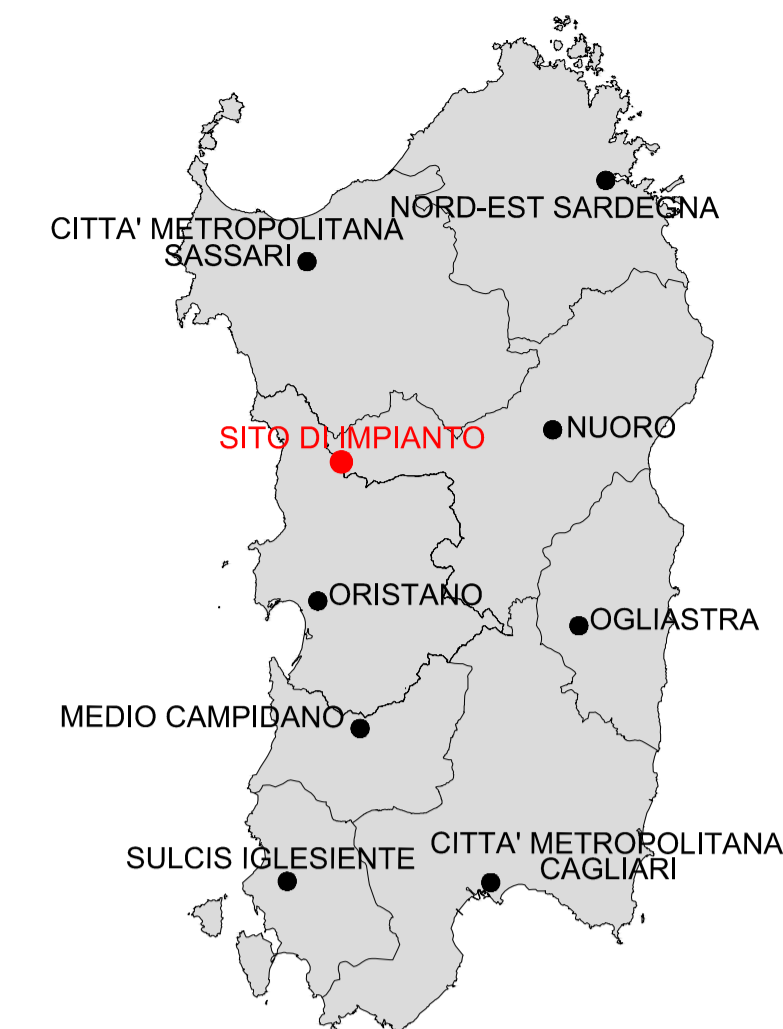 NORD-EST SARDEGNA
CITTA' METROPOLITANA
SASSARI
SITO DI IMPIANTO
NUORO
ORISTANO
OGLIASTRA
MEDIO CAMPIDANO
CITTA' METROPOLITANA
CAGLIARI
SULCIS IGLESIENTE